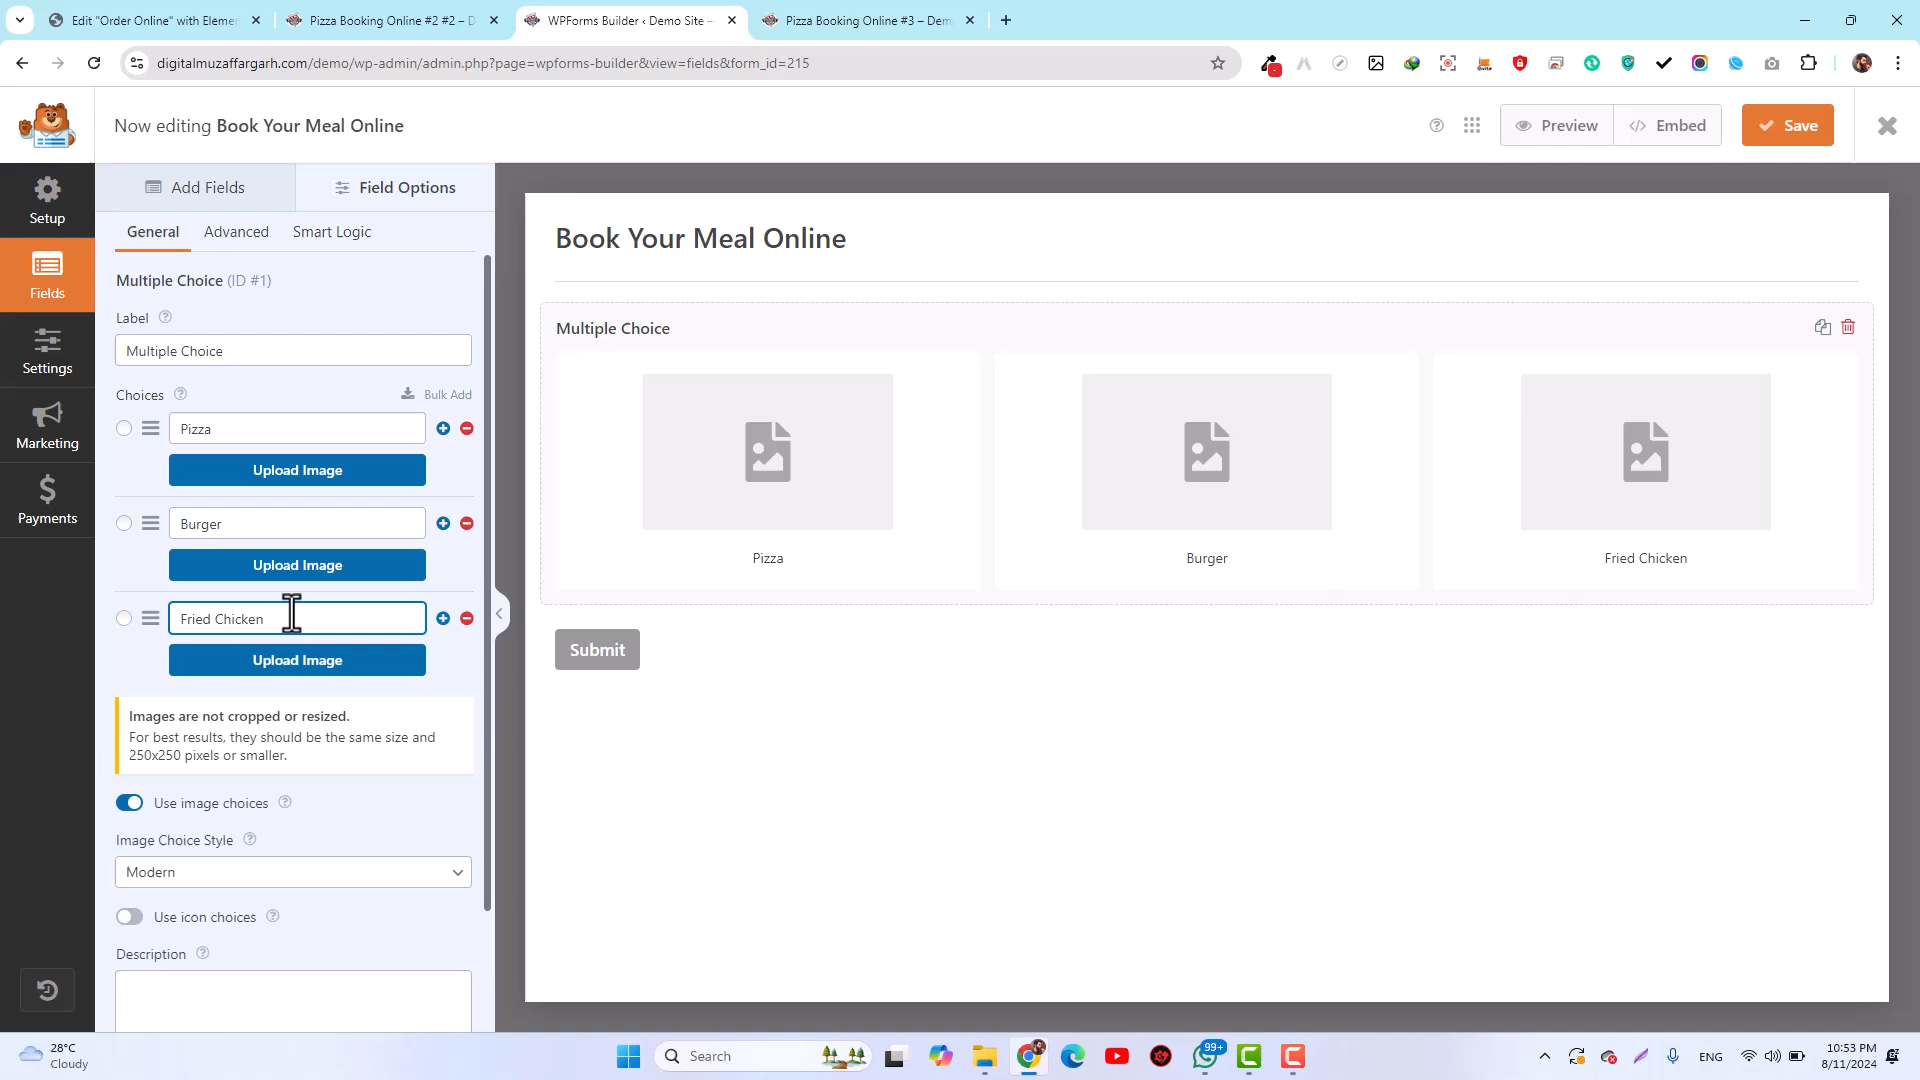 Edit "Order Online" with Elemen
Pizza Booking Online #2 #2 – D
WPForms Builder ‹ Demo Site –
Pizza Booking Online #3 – Dem
digitalmuzaffargarh.com/demo/wp-admin/admin.php?page=wpforms-builder&view=fields&form_id=215
Now editing Book Your Meal Online
Preview
Embed
Save
Setup
Fields
Settings
Marketing
Payments
Add Fields
Field Options
General
Advanced
Smart Logic
Multiple Choice (ID #1)
Label
Multiple Choice
Choices
Bulk Add
Pizza
Upload Image
Burger
Upload Image
Fried Chicken
Upload Image
Images are not cropped or resized.
For best results, they should be the same size and
250x250 pixels or smaller.
Use image choices
Image Choice Style
Modern
Use icon choices
Description
Book Your Meal Online
Multiple Choice
Pizza
Burger
Fried Chicken
Submit
28°C
Cloudy
Search
99+
ENG
10:53 PM
8/11/2024